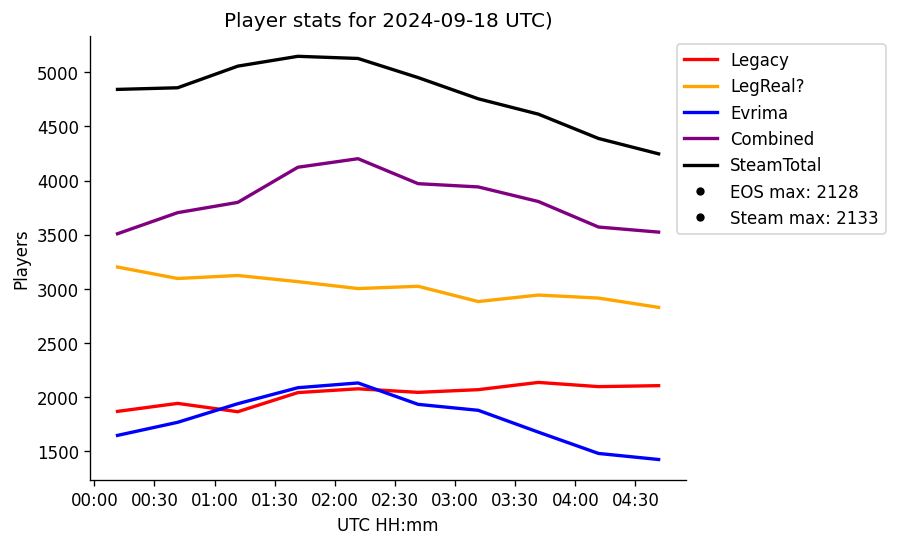 Player stats for 2024-09-18 UTC)
Legacy
LegReal?
Evrima
Combined
SteamTotal
EOS max: 2128
Steam max: 2133
Players
5000
4500
4000
3500
3000
2500
2000
1500
00:00 00:30 01:00 01:30 02:00 02:30 03:00 03:30 04:00 04:30
UTC HH:mm